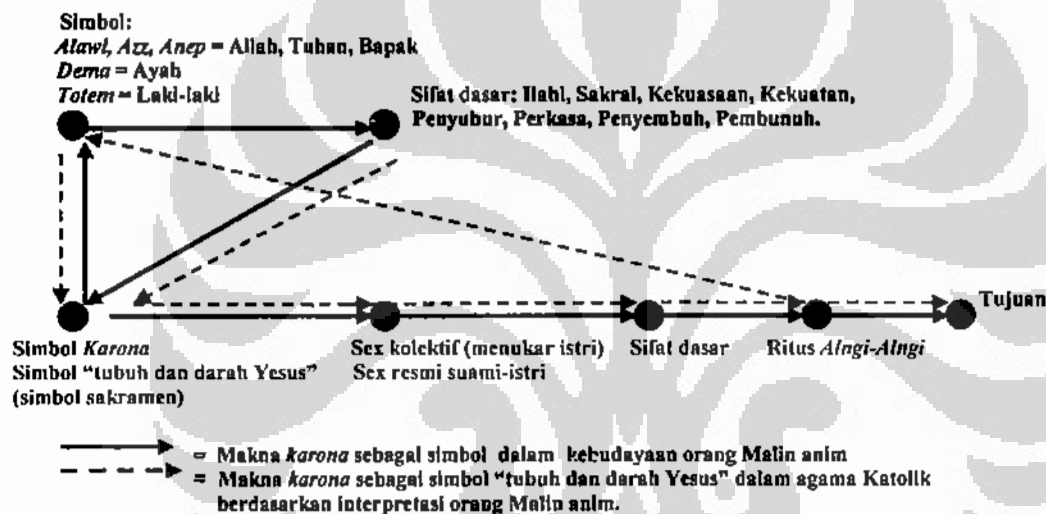 Simbol:
Alawi, Azz, Anep = Allah, Tuhan, Bapak
Dema = Ayah
Totem = Laki-laki
Sifat dasar: Ilahi, Sakral, Kekuasaan, Kekuatan,
Penyubur, Perkasa, Penyembuh, Pembunuh.
Tujuan
Simbol Karona
Simbol "tubuh dan darah Yesus"
(simbol sakramen)
Sex kolektif (menukar istri)
Sex resmi suami-istri
Sifat dasar
Ritus Aingi-Aingi
= Makna karona sebagai simbol dalam kebudayaan orang Malin anim
= Makna karona sebagai simbol "tubuh dan darah Yesus" dalam agama Katolik
berdasarkan interpretasi orang Malin anim.